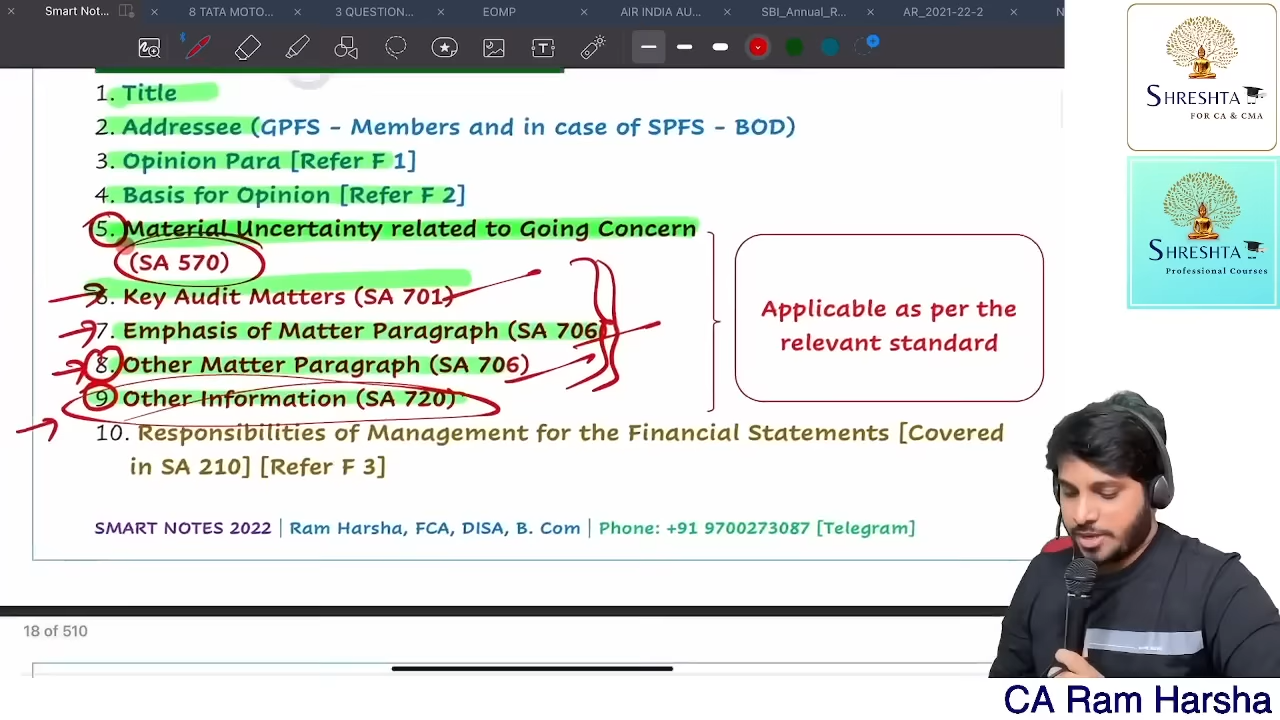 Smart Not...
8 TATA MOTO...
3 QUESTION...
EOMP
AIR INDIA AU...
SBI_Annual_R...
AR_2021-22-2
N
1. Title
2. Addressee (GPFS - Members and in case of SPFS - BOD)
3. Opinion Para [Refer F 1]
4. Basis for Opinion [Refer F 2]
5. Material Uncertainty related to Going Concern
(SA 570)
6. Key Audit Matters (SA 701)
7. Emphasis of Matter Paragraph (SA 706)
8. Other Matter Paragraph (SA 706)
9. Other Information (SA 720)
Applicable as per the
relevant standard
10. Responsibilities of Management for the Financial Statements [Covered
in SA 210] [Refer F 3]
SMART NOTES 2022 | Ram Harsha, FCA, DISA, B. Com | Phone: +91 9700273087 [Telegram]
18 of 510
SHRESHTA
FOR CA & CMA
SHRESHTA
Professional Courses
CA Ram Harsha